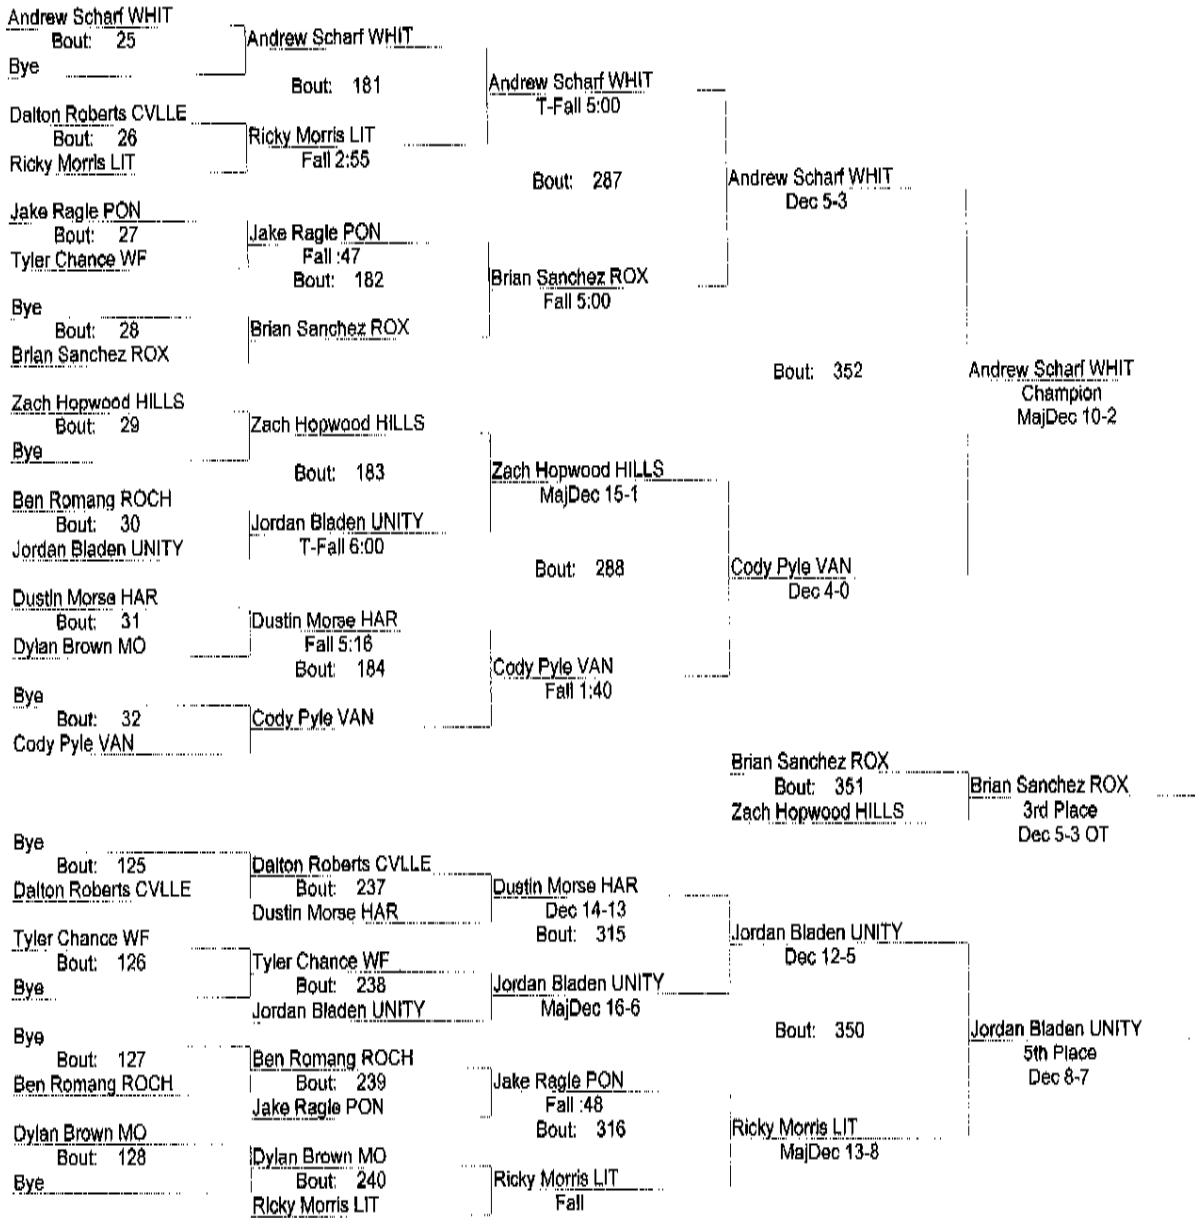 Andrew Scharf WHIT
Bout: 25
Bye
Andrew Scharf WHIT
Bout: 181
Andrew Scharf WHIT
T-Fall 5:00
Dalton Roberts CVLLE
Bout: 26
Ricky Morris LIT
Ricky Morris LIT
Fall 2:55
Bout: 287
Andrew Scharf WHIT
Dec 5-3
Jake Ragle PON
Bout: 27
Tyler Chance WF
Jake Ragle PON
Fall :47
Bout: 182
Brian Sanchez ROX
Fall 5:00
Bye
Bout: 28
Brian Sanchez ROX
Brian Sanchez ROX
Bout: 352
Andrew Scharf WHIT
Champion
MajDec 10-2
Zach Hopwood HILLS
Bout: 29
Bye
Zach Hopwood HILLS
Bout: 183
Zach Hopwood HILLS
MajDec 15-1
Ben Romang ROCH
Bout: 30
Jordan Bladen UNITY
Jordan Bladen UNITY
T-Fall 6:00
Bout: 288
Cody Pyle VAN
Dec 4-0
Dustin Morse HAR
Bout: 31
Dylan Brown MO
Dustin Morse HAR
Fall 5:16
Bout: 184
Cody Pyle VAN
Fall 1:40
Bye
Bout: 32
Cody Pyle VAN
Cody Pyle VAN
Brian Sanchez ROX
Bout: 351
Zach Hopwood HILLS
Brian Sanchez ROX
3rd Place
Dec 5-3 OT
Bye
Bout: 125
Dalton Roberts CVLLE
Dalton Roberts CVLLE
Bout: 237
Dustin Morse HAR
Dustin Morse HAR
Dec 14-13
Bout: 315
Jordan Bladen UNITY
Dec 12-5
Tyler Chance WF
Bout: 126
Bye
Tyler Chance WF
Bout: 238
Jordan Bladen UNITY
Jordan Bladen UNITY
MajDec 16-6
Bout: 350
Jordan Bladen UNITY
5th Place
Dec 8-7
Bye
Bout: 127
Ben Romang ROCH
Ben Romang ROCH
Bout: 239
Jake Ragle PON
Jake Ragle PON
Fall :48
Bout: 316
Ricky Morris LIT
MajDec 13-8
Dylan Brown MO
Bout: 128
Bye
Dylan Brown MO
Bout: 240
Ricky Morris LIT
Ricky Morris LIT
Fall